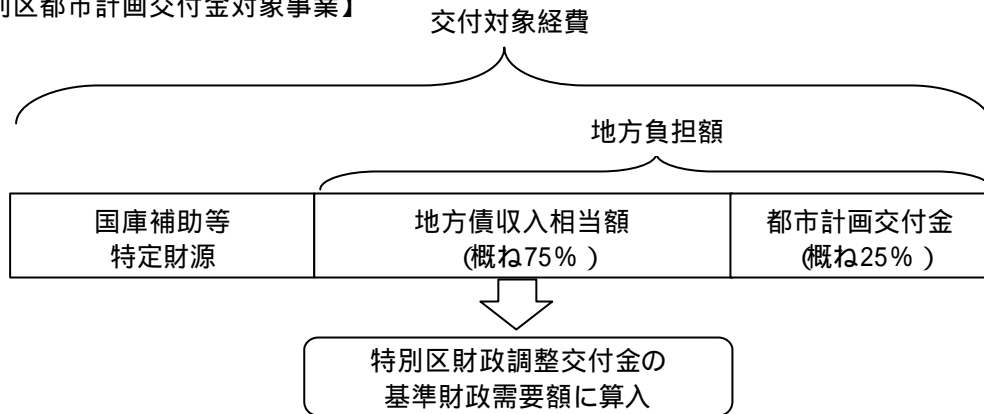 別区都市計画交付金対象事業】
交付対象経費
地方負担額
国庫補助等
特定財源
地方債収入相当額
(概ね75%)
都市計画交付金
(概ね25%)
特別区財政調整交付金の
基準財政需要額に算入